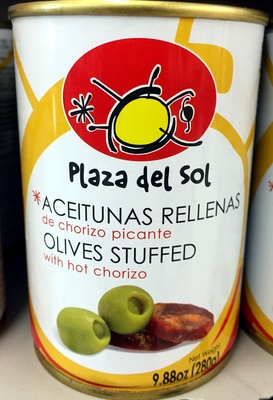 Plaza del Sol
*ACEITUNAS RELLENAS
de chorizo picante
OLIVES STUFFED
with hot chorizo
Net Weight
9.88oz (280g)